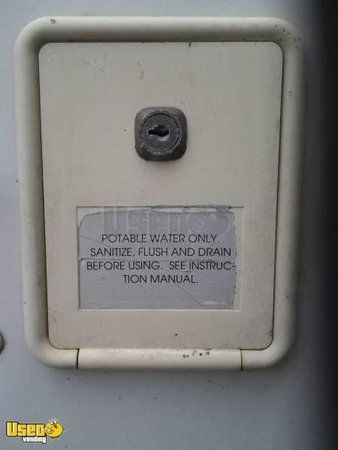 POTABLE WATER ONLY.
SANITIZE, FLUSH AND DRAIN
BEFORE USING. SEE INSTRUC-
TION MANUAL.
USED
vending